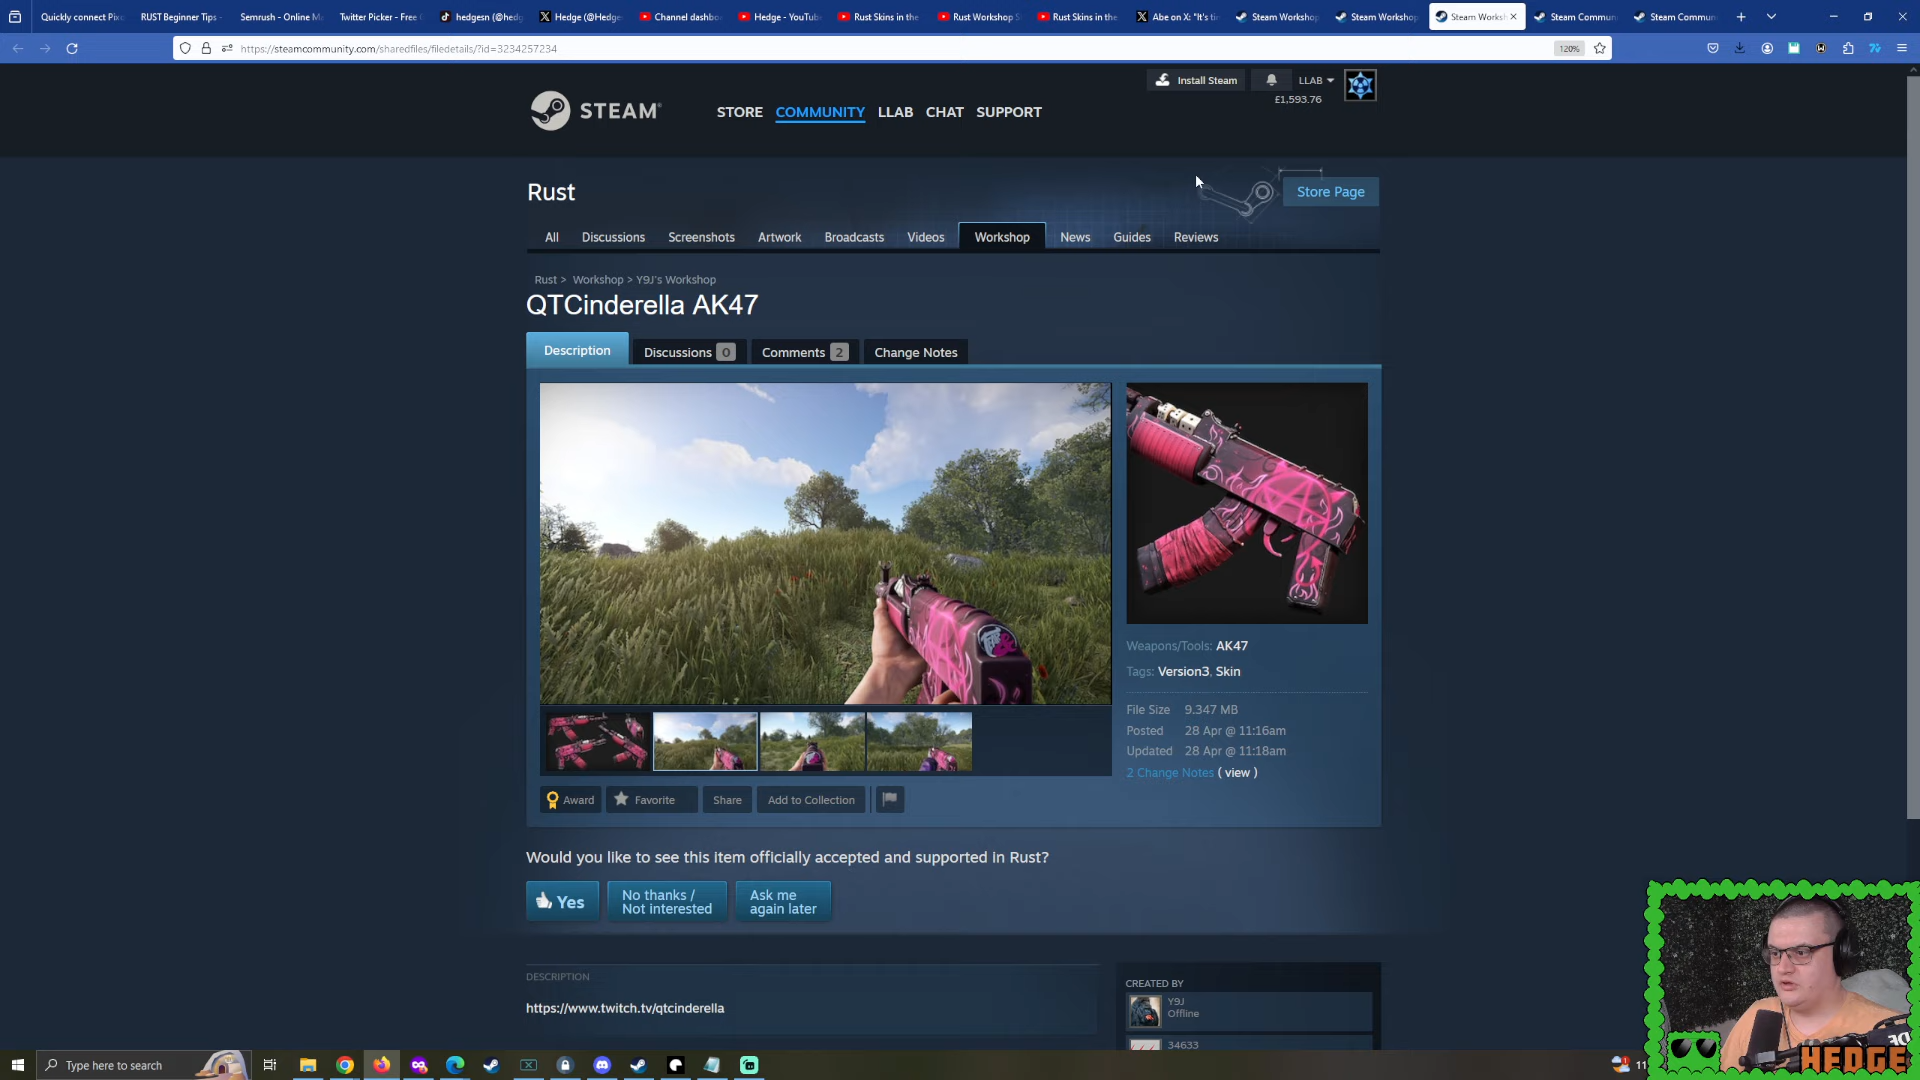 Quickly connect Pix
RUST Beginner Tips -
Semrush - Online M
Twitter Picker - Free
hedgesn (@hedg
Hedge (@Hedge
Channel dashbo
Hedge - YouTube
Rust Skins in the
Rust Workshop S
Rust Skins in the
Abe on X: "It's ti
Steam Workshop
Steam Workshop
Steam Works
Steam Commun
Steam Commun
https://steamcommunity.com/sharedfiles/filedetails/?id=3234257234
120%
Install Steam
LLAB
£1,593.76
STEAM
STORE COMMUNITY LLAB CHAT SUPPORT
Rust
Store Page
All Discussions Screenshots Artwork Broadcasts Videos Workshop News Guides Reviews
Rust > Workshop > Y9J's Workshop
QTCinderella AK47
Description Discussions 0 Comments 2 Change Notes
Weapons/Tools: AK47
Tags: Version3, Skin
File Size 9.347 MB
Posted 28 Apr @ 11:16am
Updated 28 Apr @ 11:18am
2 Change Notes ( view )
Award Favorite Share Add to Collection
Would you like to see this item officially accepted and supported in Rust?
Yes
No thanks /
Not interested
Ask me
again later
DESCRIPTION
https://www.twitch.tv/qtcinderella
CREATED BY
Y9J
Offline
34633
Type here to search
HEDGE